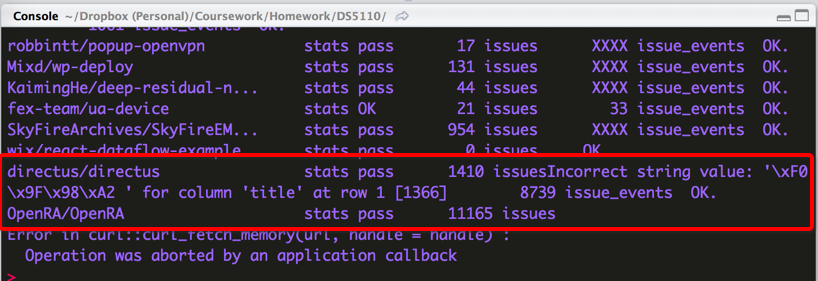 Console ~/Dropbox (Personal)/Coursework/Homework/DS5110/
issue_events OK.
robbintt/popup-openvpn stats pass 17 issues XXXX issue_events OK.
Mixd/wp-deploy stats pass 131 issues XXXX issue_events OK.
KaimingHe/deep-residual-n... stats pass 44 issues XXXX issue_events OK.
fex-team/ua-device stats OK 21 issues 33 issue_events OK.
SkyFireArchives/SkyFireEM... stats pass 954 issues XXXX issue_events OK.
wix/react-dataflow-example stats pass 0 issues OK
directus/directus stats pass 1410 issuesIncorrect string value: '\xF0
\x9F\x98\xA2 ' for column 'title' at row 1 [1366] 8739 issue_events OK.
OpenRA/OpenRA stats pass 11165 issues
Error in curl::curl_fetch_memory(url, handle = handle) :
Operation was aborted by an application callback
>